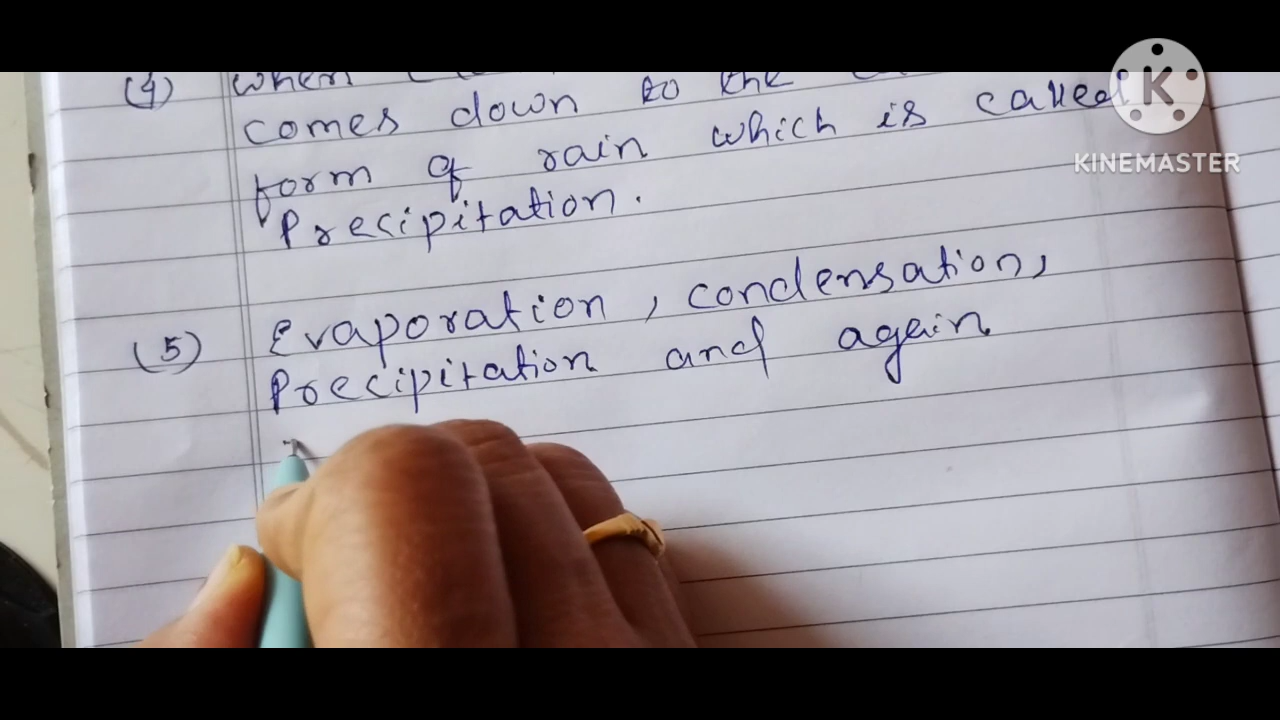 (4) when
comes down to the
form of rain which is called
Precipitation.
(5) Evaporation, condensation,
Precipitation and again
K
KINEMASTER